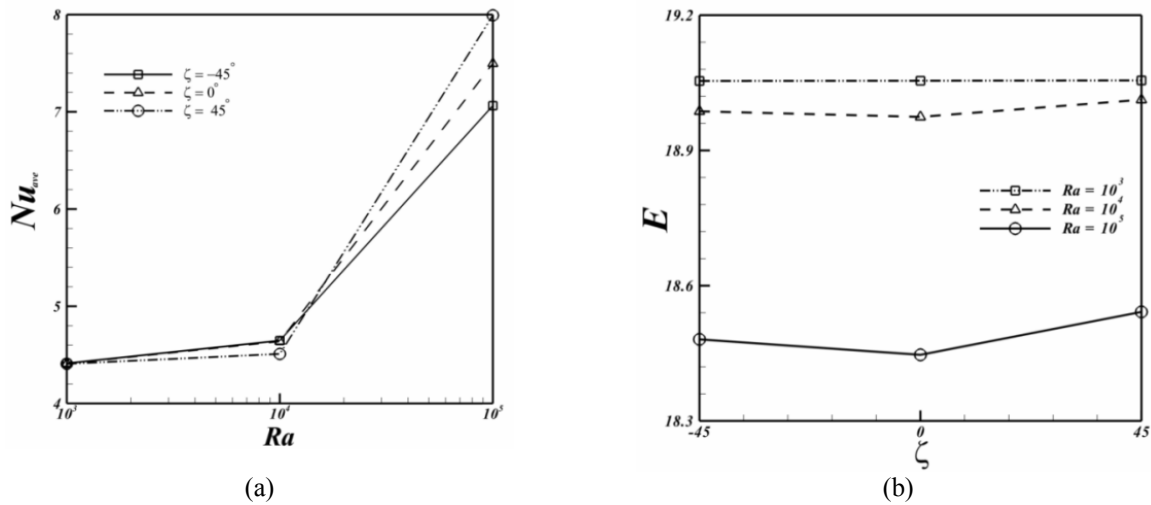 8
7
6
5
4
Nu_ave
ζ = –45°
ζ = 0°
ζ = 45°
10³
10⁴
10⁵
Ra
(a)
19.2
18.9
18.6
18.3
E
Ra = 10³
Ra = 10⁴
Ra = 10⁵
-45
0
45
ζ
(b)